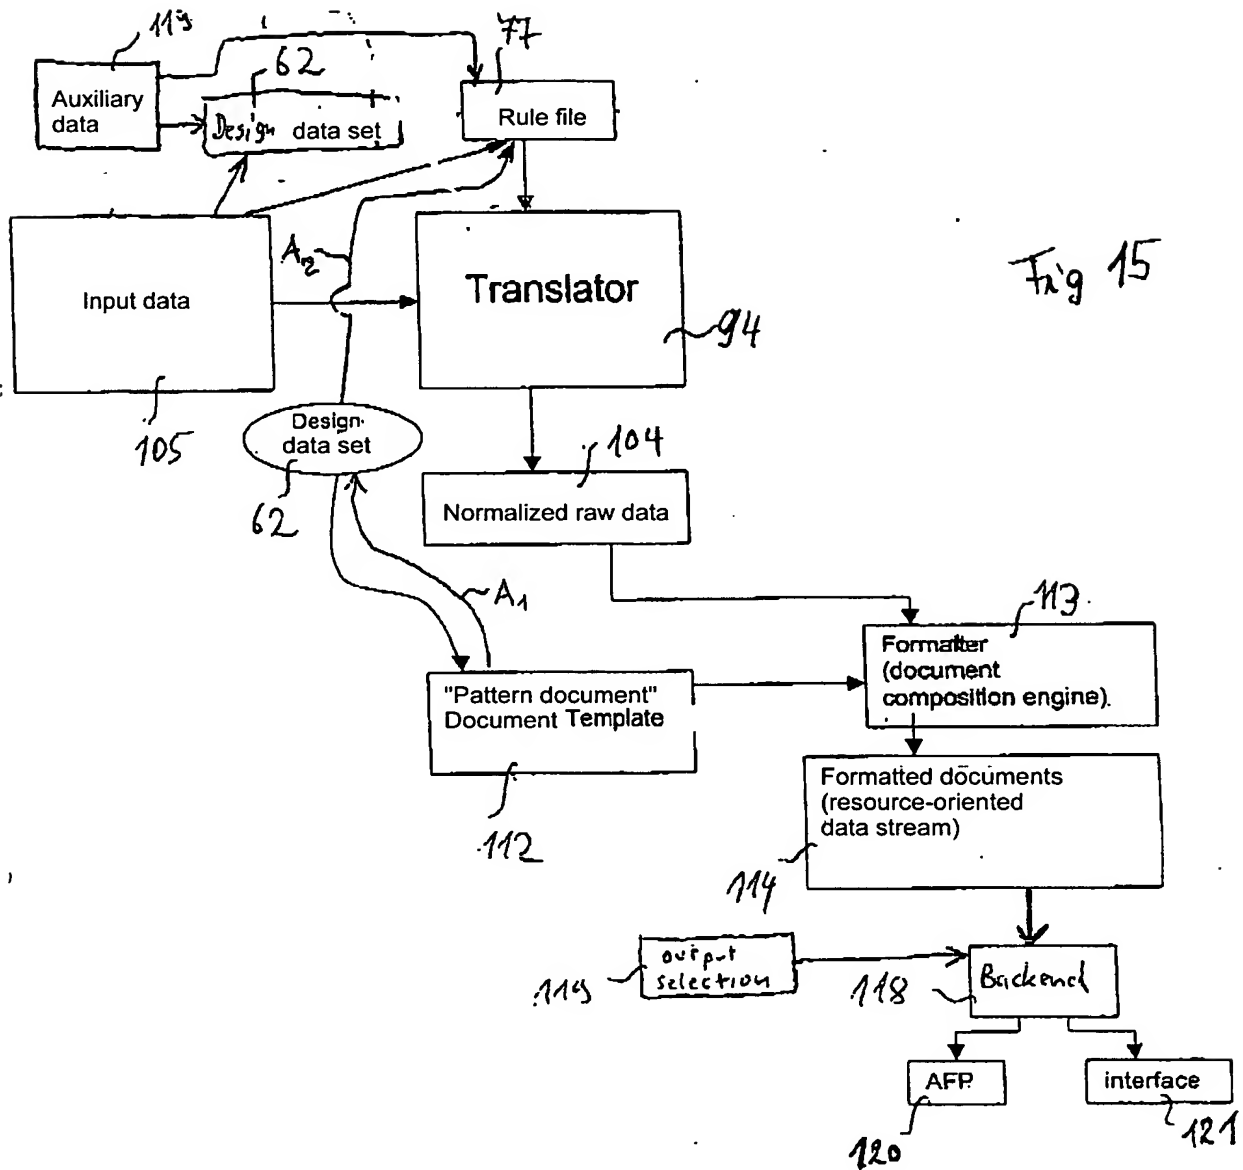 119
77
62
Auxiliary
data
Design data set
Rule file
A2
Input data
Translator
Fig 15
94
105
Design
data set
62
104
Normalized raw data
A1
113
Formatter
(document
composition engine)
"Pattern document"
Document Template
112
Formatted documents
(resource-oriented
data stream)
114
output
selection
119
118
Backend
AFP
interface
120
121